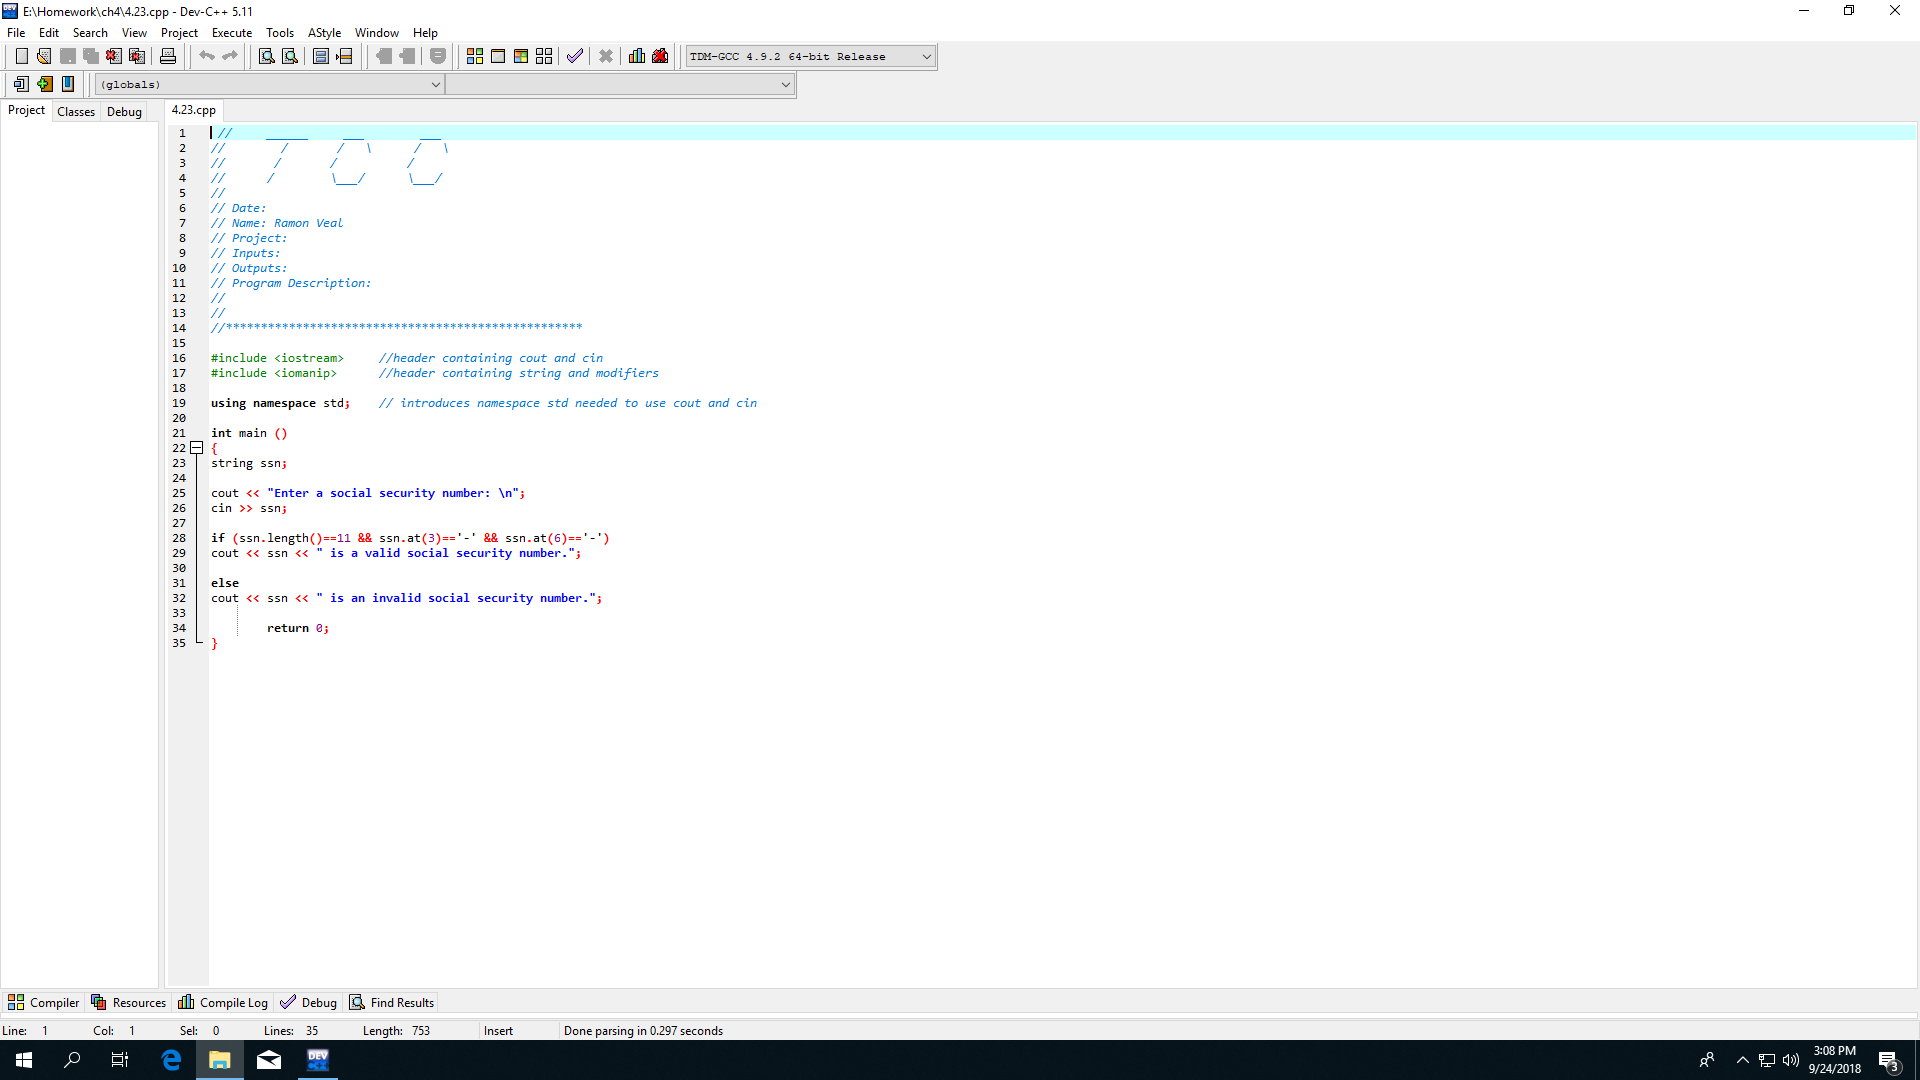 E:\Homework\ch4\4.23.cpp - Dev-C++ 5.11
File Edit Search View Project Execute Tools AStyle Window Help
TDM-GCC 4.9.2 64-bit Release
(globals)
Project Classes Debug 4.23.cpp
1 //      ______     ___        ___
2 //        /       /   \      /   \
3 //       /       /          /
4 //      /        \___/      \___/
5 //
6 // Date:
7 // Name: Ramon Veal
8 // Project:
9 // Inputs:
10 // Outputs:
11 // Program Description:
12 //
13 //
14 //***************************************************
15
16 #include <iostream>     //header containing cout and cin
17 #include <iomanip>      //header containing string and modifiers
18
19 using namespace std;    // introduces namespace std needed to use cout and cin
20
21 int main ()
22 {
23 string ssn;
24
25 cout << "Enter a social security number: \n";
26 cin >> ssn;
27
28 if (ssn.length()==11 && ssn.at(3)=='-' && ssn.at(6)=='-')
29 cout << ssn << " is a valid social security number.";
30
31 else
32 cout << ssn << " is an invalid social security number.";
33
34         return 0;
35 }
Compiler Resources Compile Log Debug Find Results
Line: 1 Col: 1 Sel: 0 Lines: 35 Length: 753 Insert Done parsing in 0.297 seconds
DEV C++
3:08 PM
9/24/2018
3